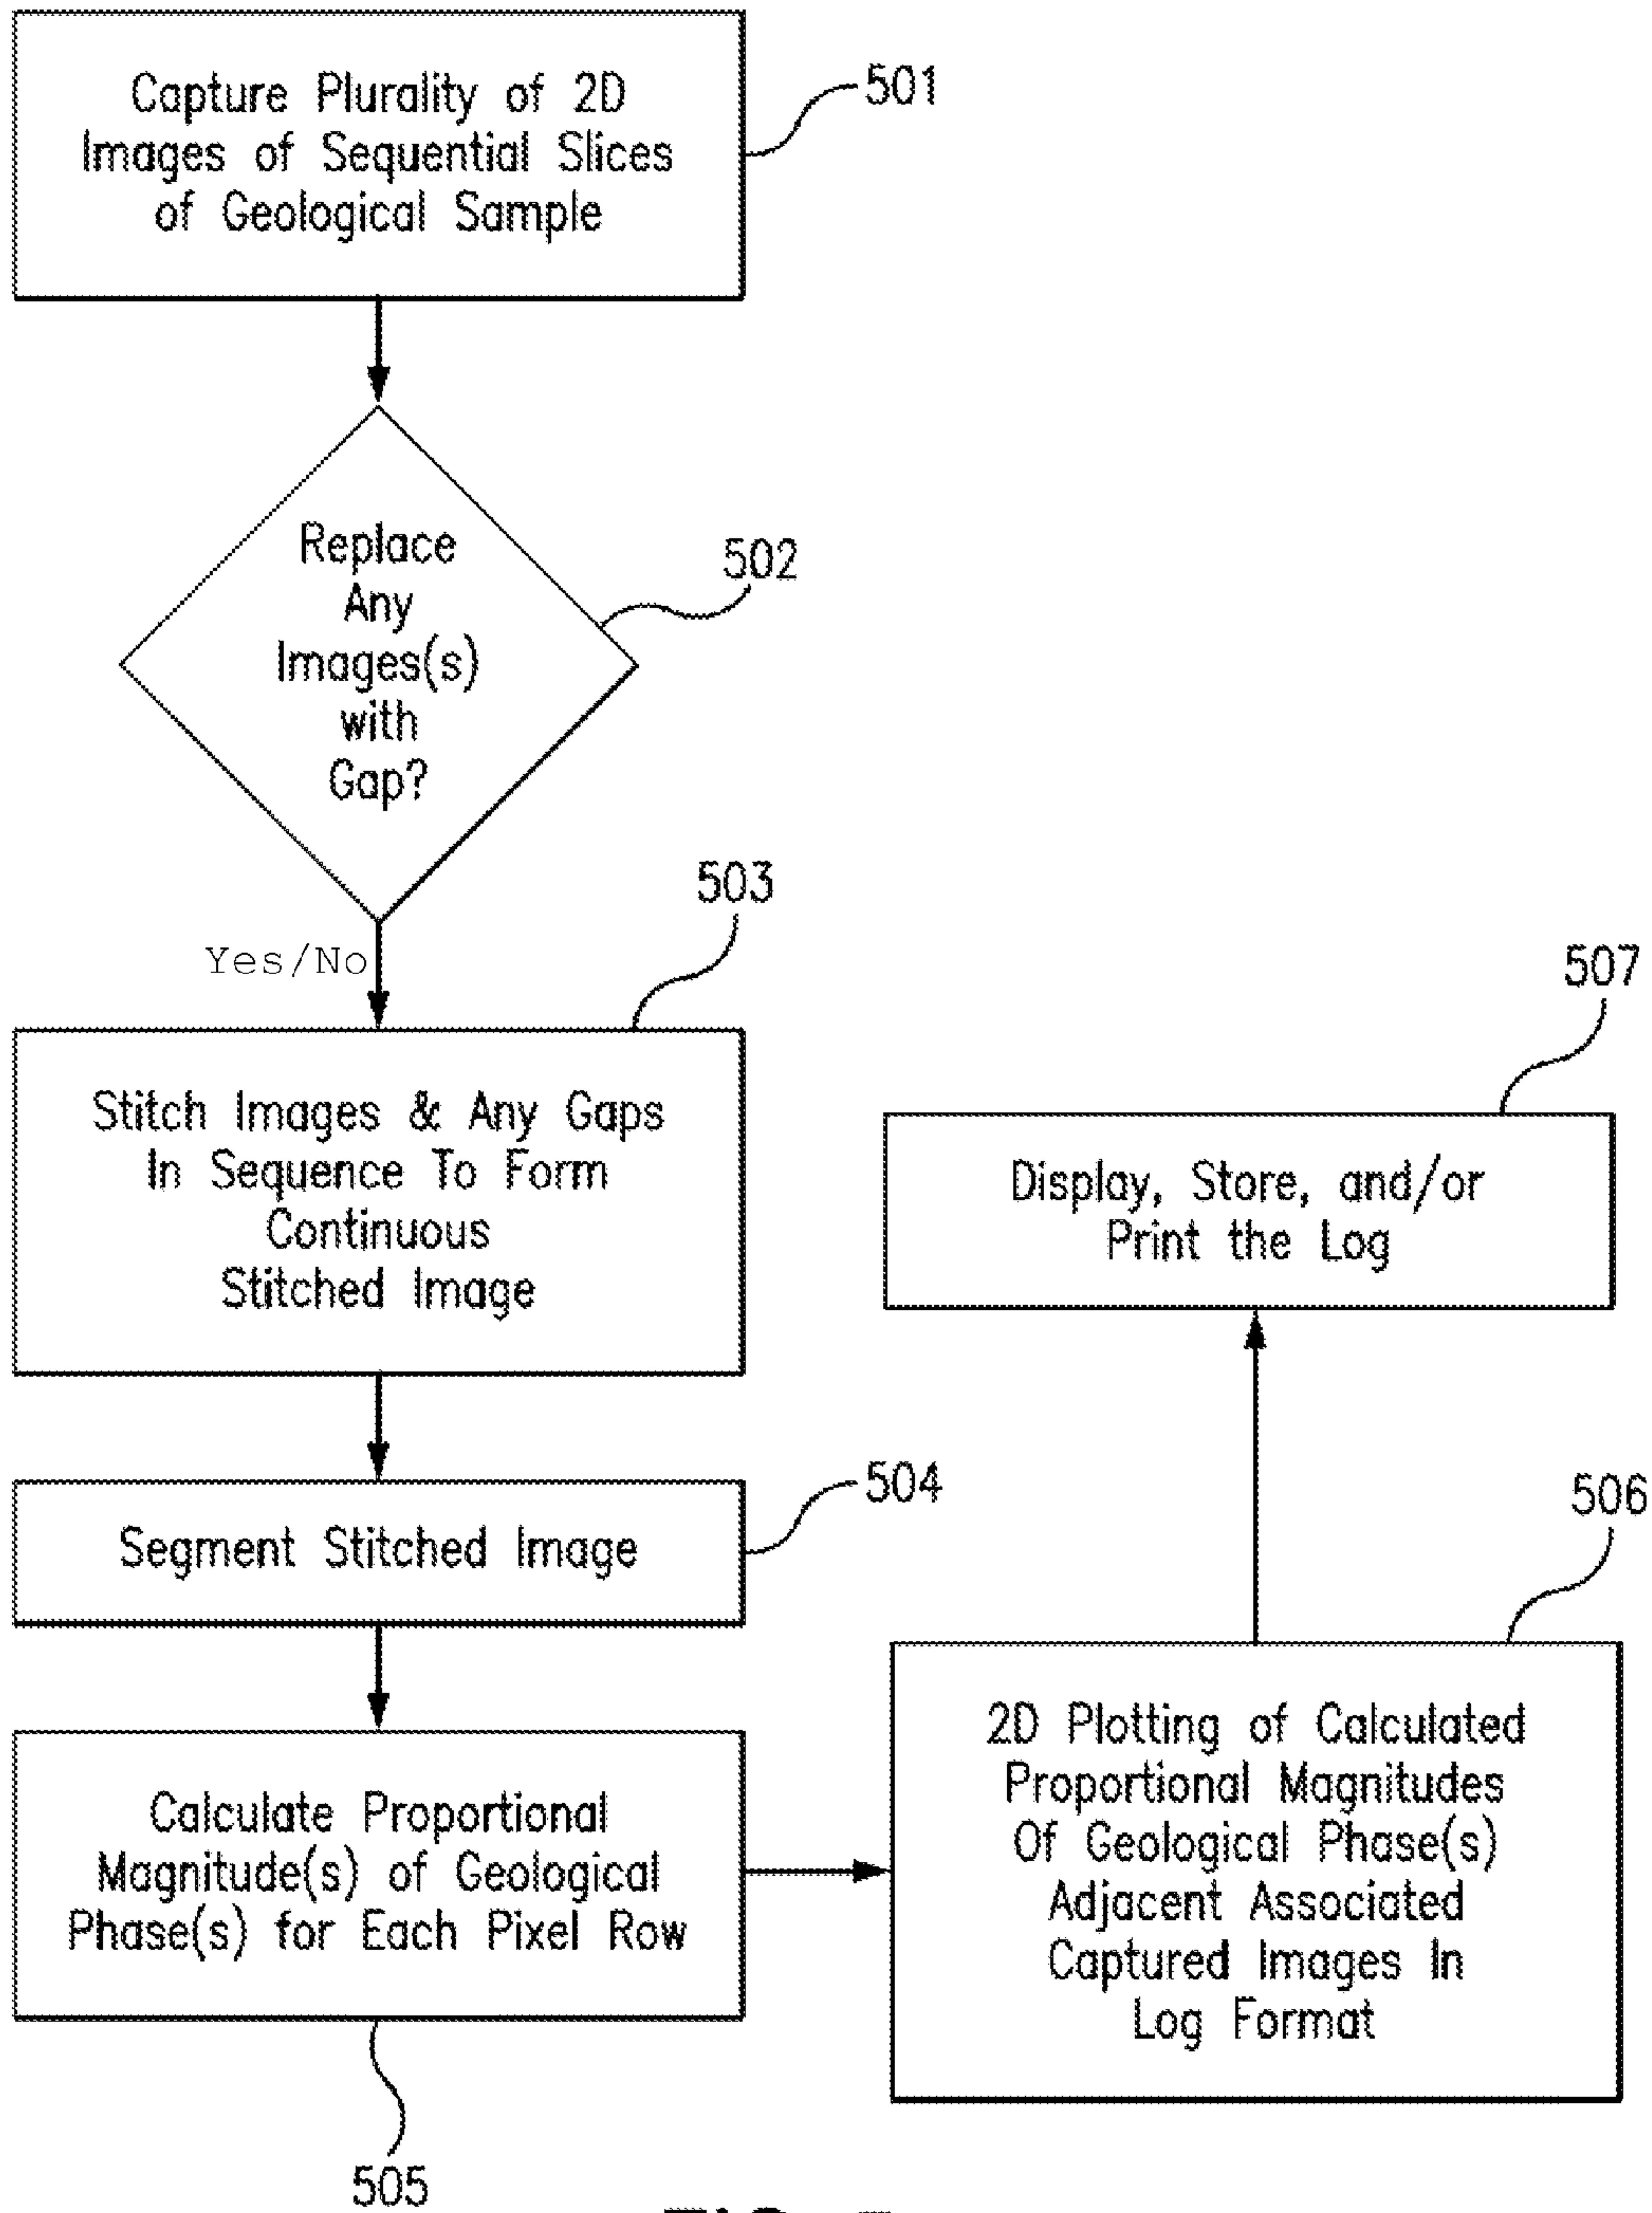 Capture Plurality of 2D
Images of Sequential Slices
of Geological Sample
501
Replace
Any
Images(s)
with
Gap?
502
Yes/No
503
Stitch Images & Any Gaps
In Sequence To Form
Continuous
Stitched Image
Segment Stitched Image
504
Calculate Proportional
Magnitude(s) of Geological
Phase(s) for Each Pixel Row
505
2D Plotting of Calculated
Proportional Magnitudes
Of Geological Phase(s)
Adjacent Associated
Captured Images In
Log Format
506
507
Display, Store, and/or
Print the Log